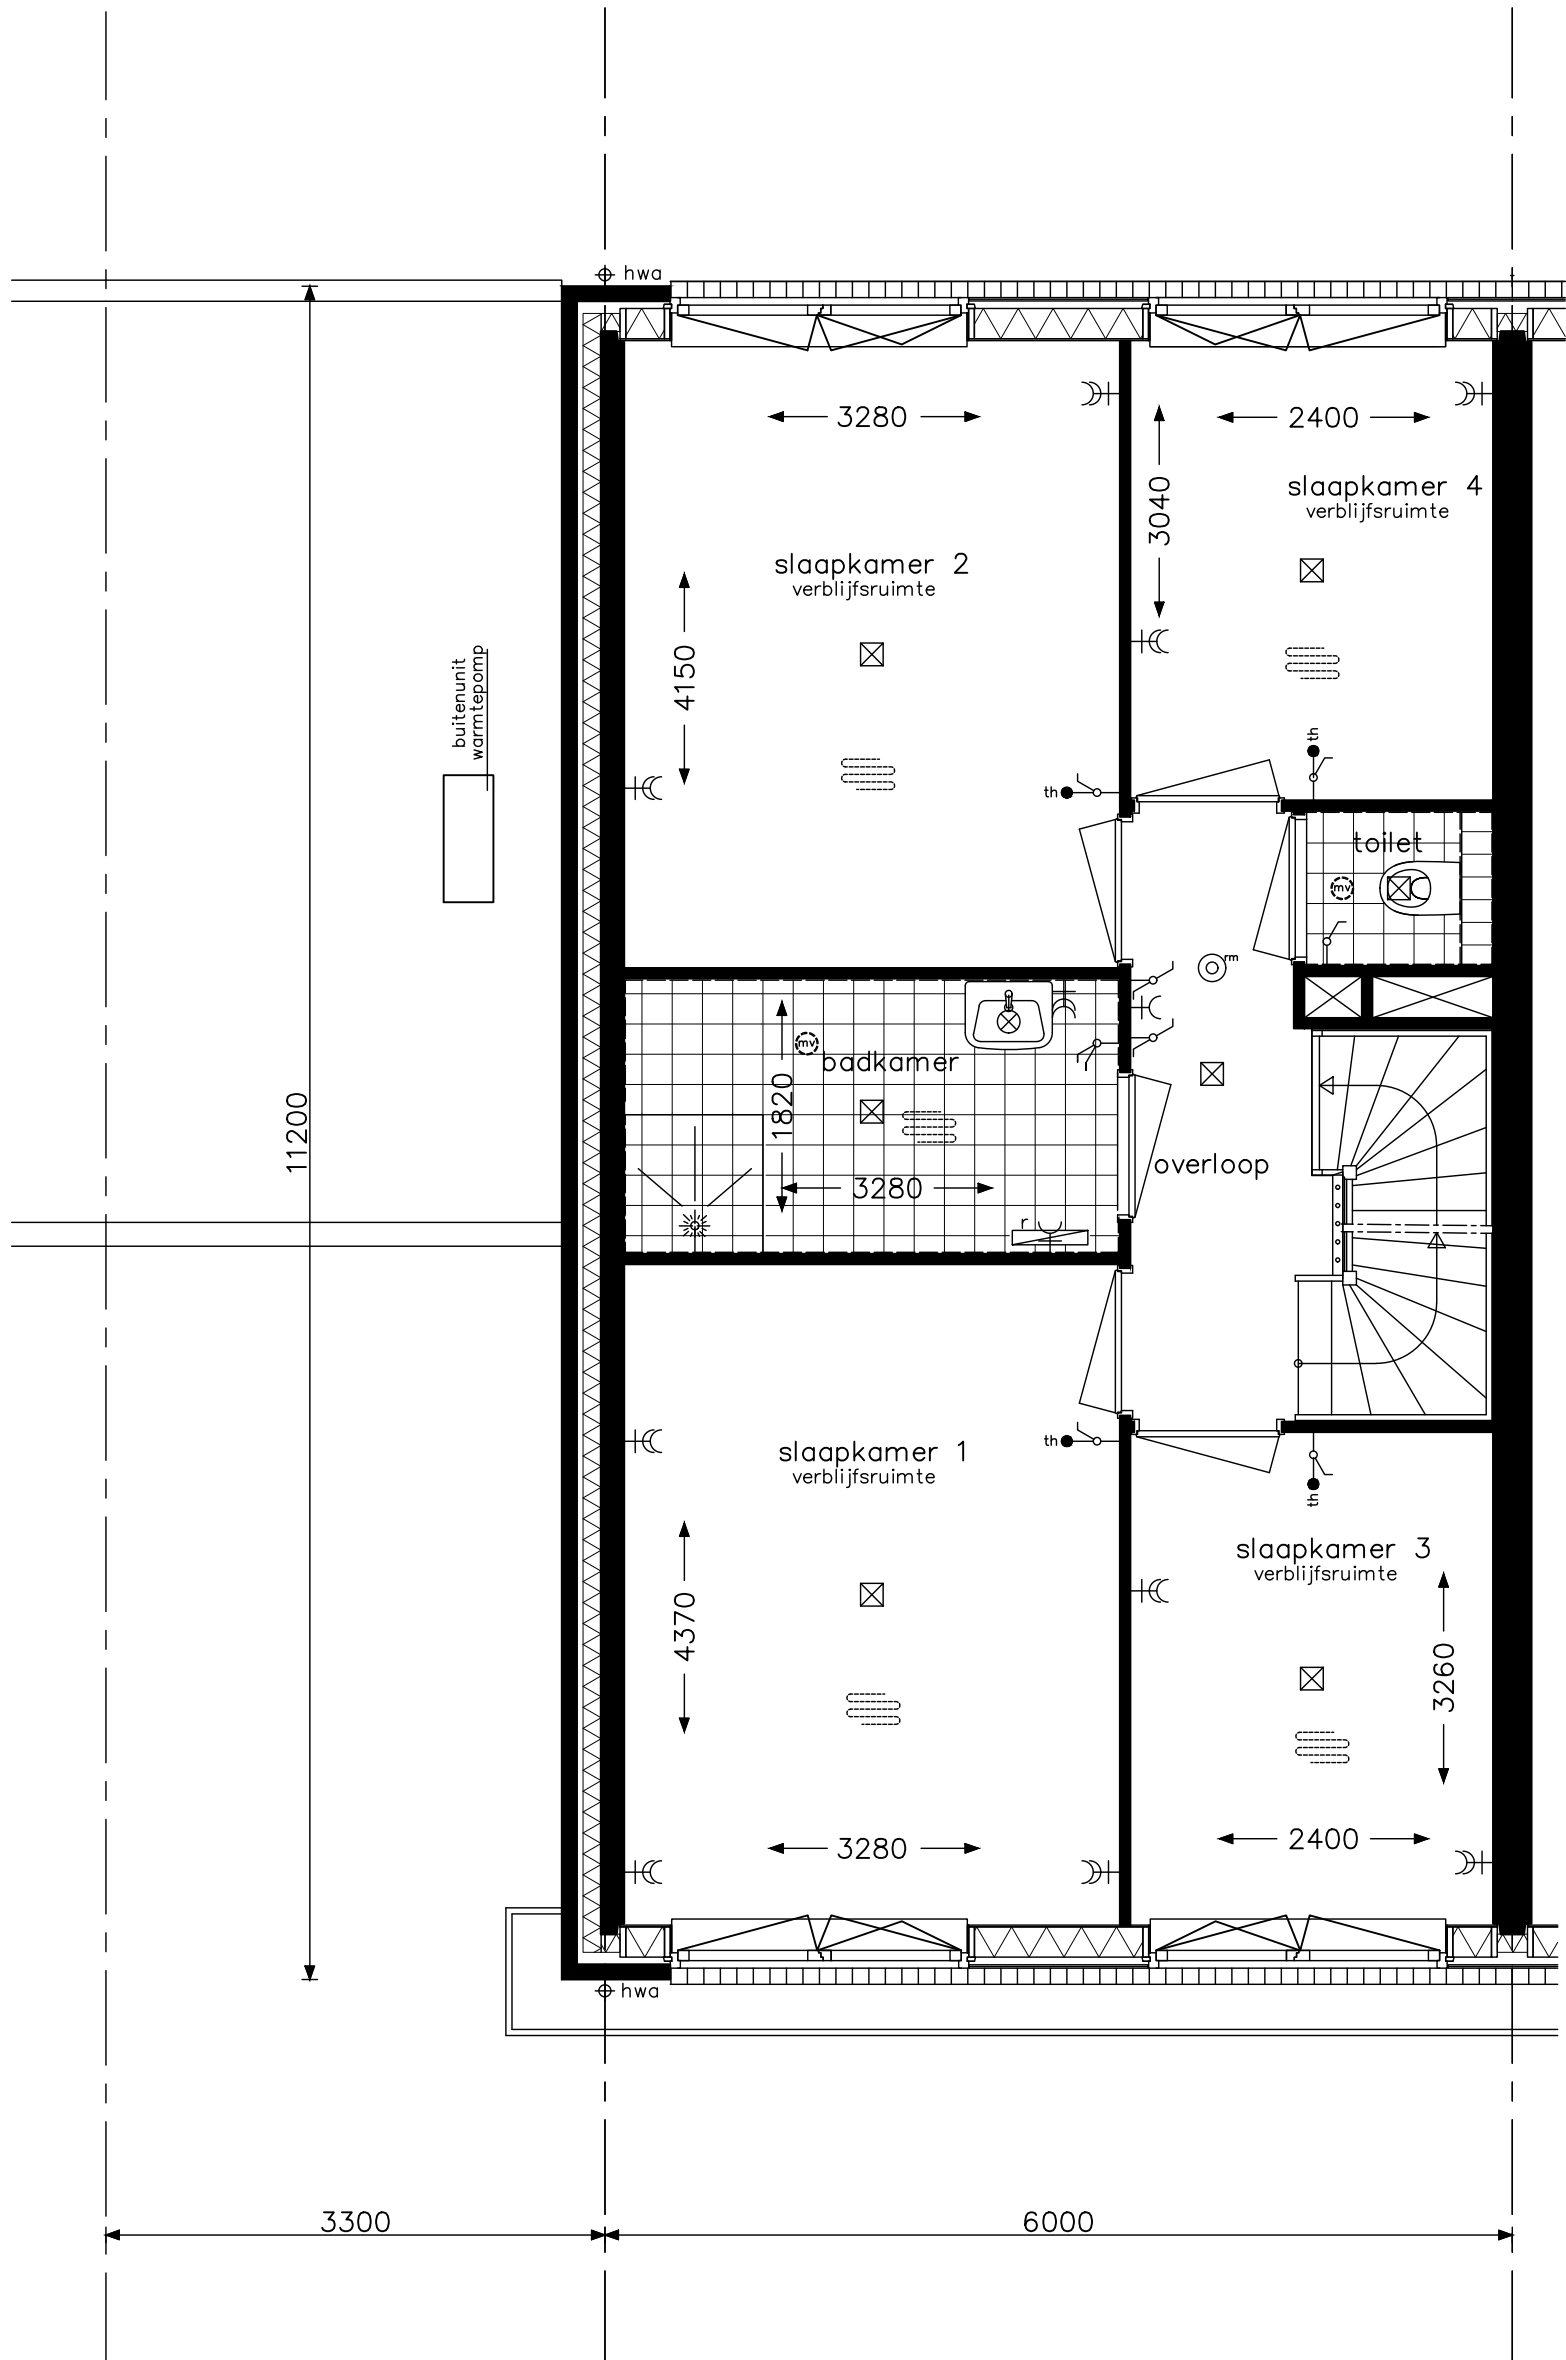 hwa
3280
2400
slaapkamer 4
verblijfsruimte
3040
slaapkamer 2
verblijfsruimte
4150
buitenunit
warmtepomp
th
th
toilet
mv
rm
mv
badkamer
1820
3280
r
overloop
11200
th
slaapkamer 1
verblijfsruimte
th
slaapkamer 3
verblijfsruimte
4370
3260
3280
2400
hwa
3300
6000